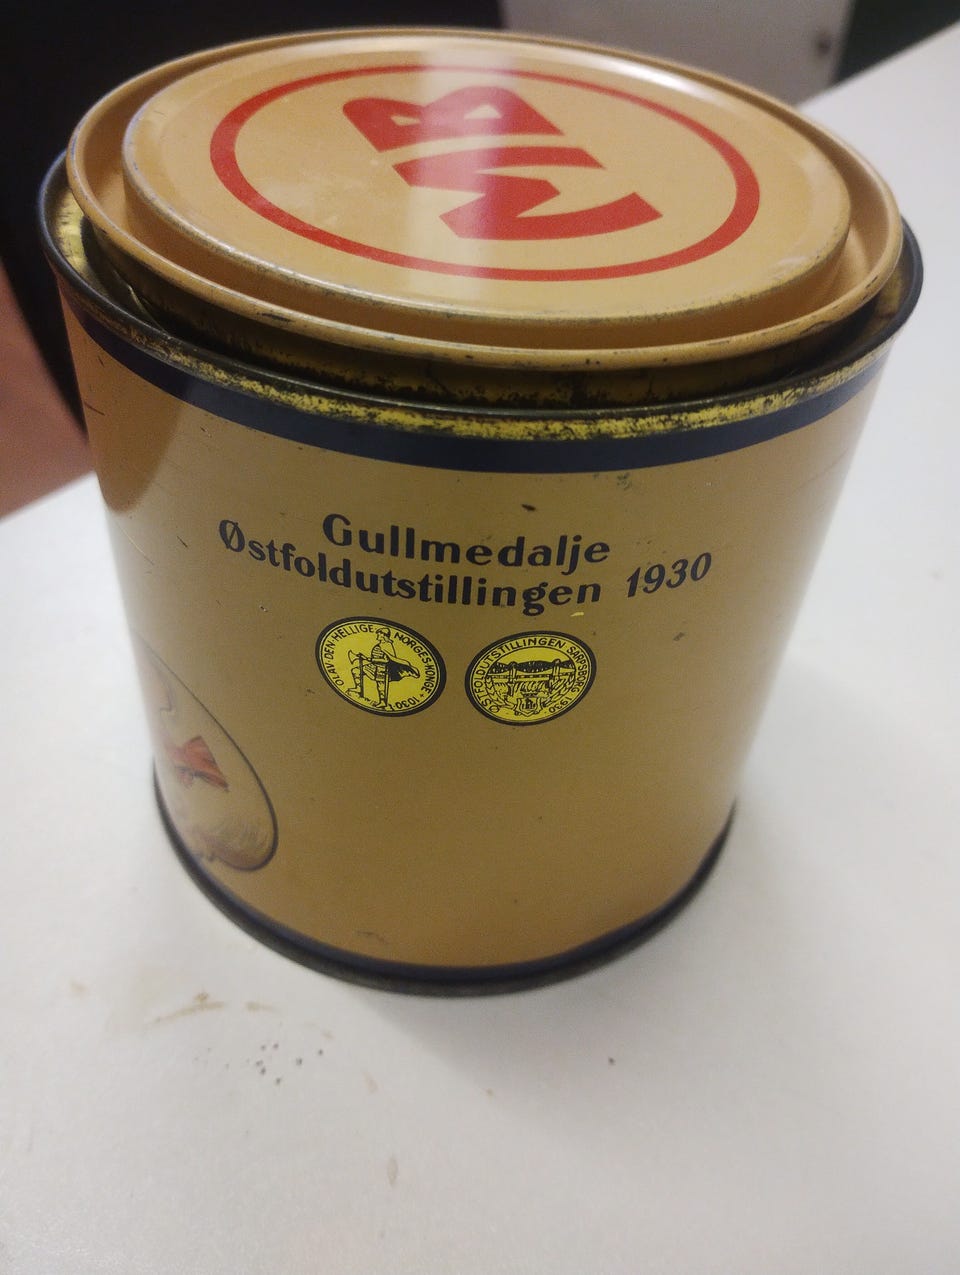 Gullmedalje
Østfoldutstillingen 1930
OLAV·DEN·HELLIGE NORGES·KONGE + 1030
ØSTFOLDUTSTILLINGEN SARPSBORG 1930